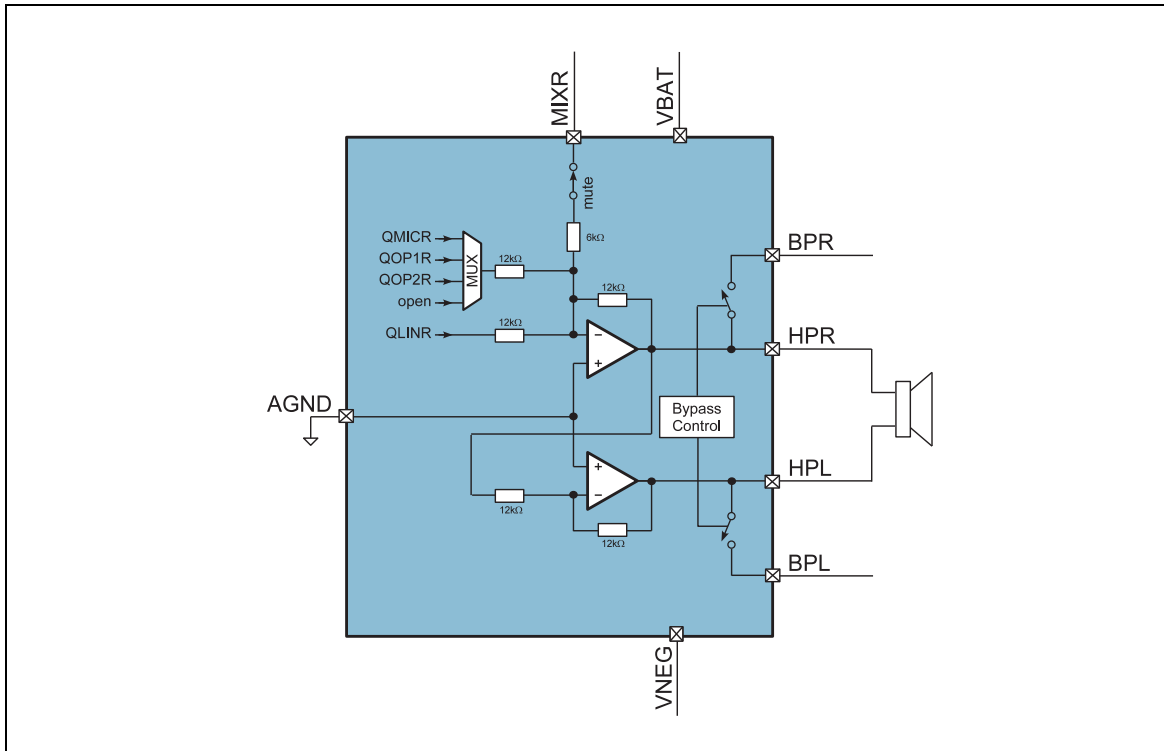 MIXR
VBAT
mute
6kΩ
QMICR
QOP1R
QOP2R
open
MUX
12kΩ
12kΩ
QLINR
12kΩ
BPR
HPR
−
+
AGND
Bypass
Control
+
−
HPL
12kΩ
12kΩ
BPL
VNEG